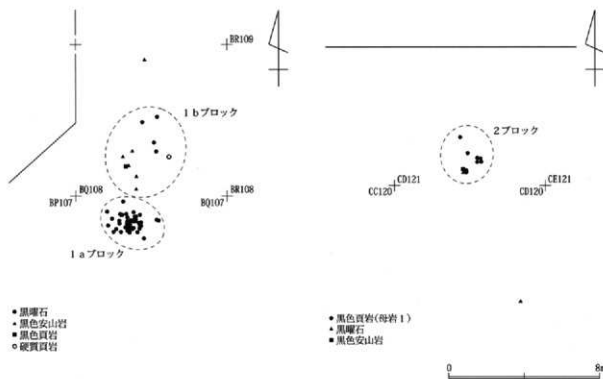 BR109
1bブロック
BQ108
BP107
BR108
BQ107
1aブロック
●黒曜石
▲黒色安山岩
■黒色頁岩
○硬質頁岩
2ブロック
CD121
CC120
CE121
CD120
●黒色頁岩(母岩1)
▲黒曜石
■黒色安山岩
0
8m